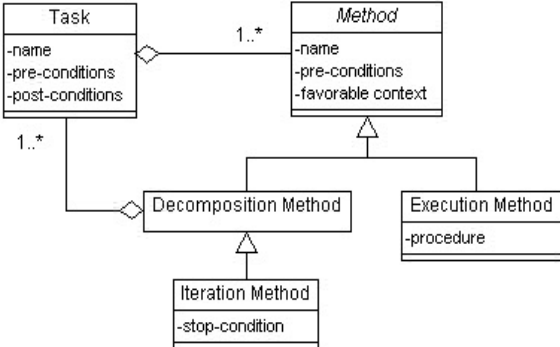 Task
-name
-pre-conditions
-post-conditions
1..*
Method
-name
-pre-conditions
-favorable context
1..*
Decomposition Method
Execution Method
-procedure
Iteration Method
-stop-condition